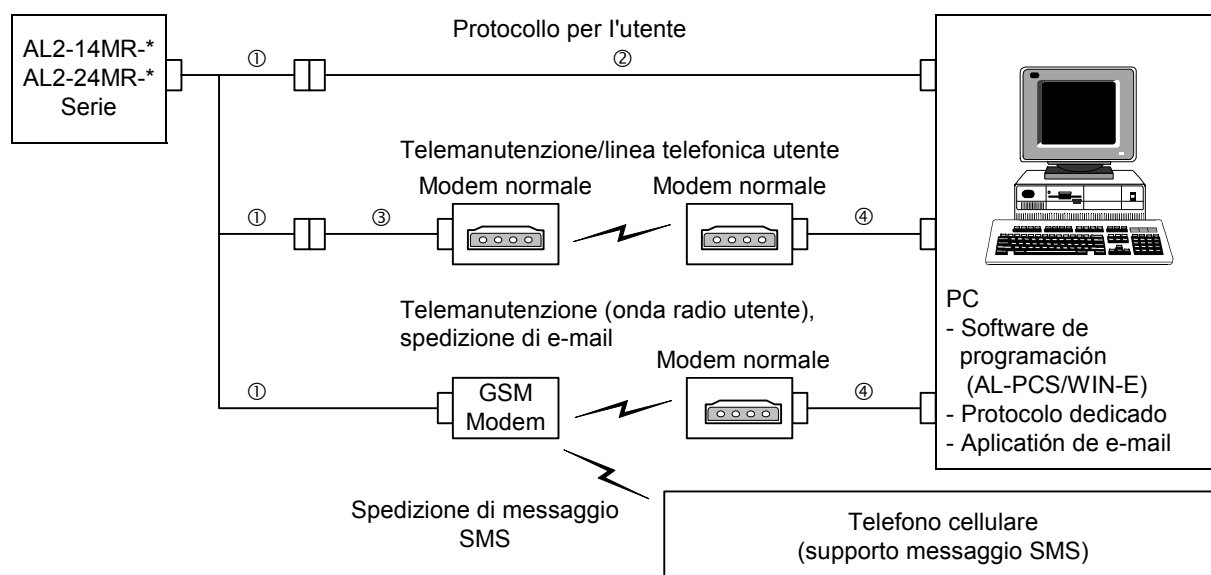 AL2-14MR-*
AL2-24MR-*
Serie
Protocollo per l'utente
①
②
Telemanutenzione/linea telefonica utente
Modem normale
Modem normale
①
③
④
Telemanutenzione (onda radio utente),
spedizione di e-mail
Modem normale
①
GSM
Modem
④
PC
- Software de
programación
(AL-PCS/WIN-E)
- Protocolo dedicado
- Aplicatión de e-mail
Spedizione di messaggio
SMS
Telefono cellulare
(supporto messaggio SMS)